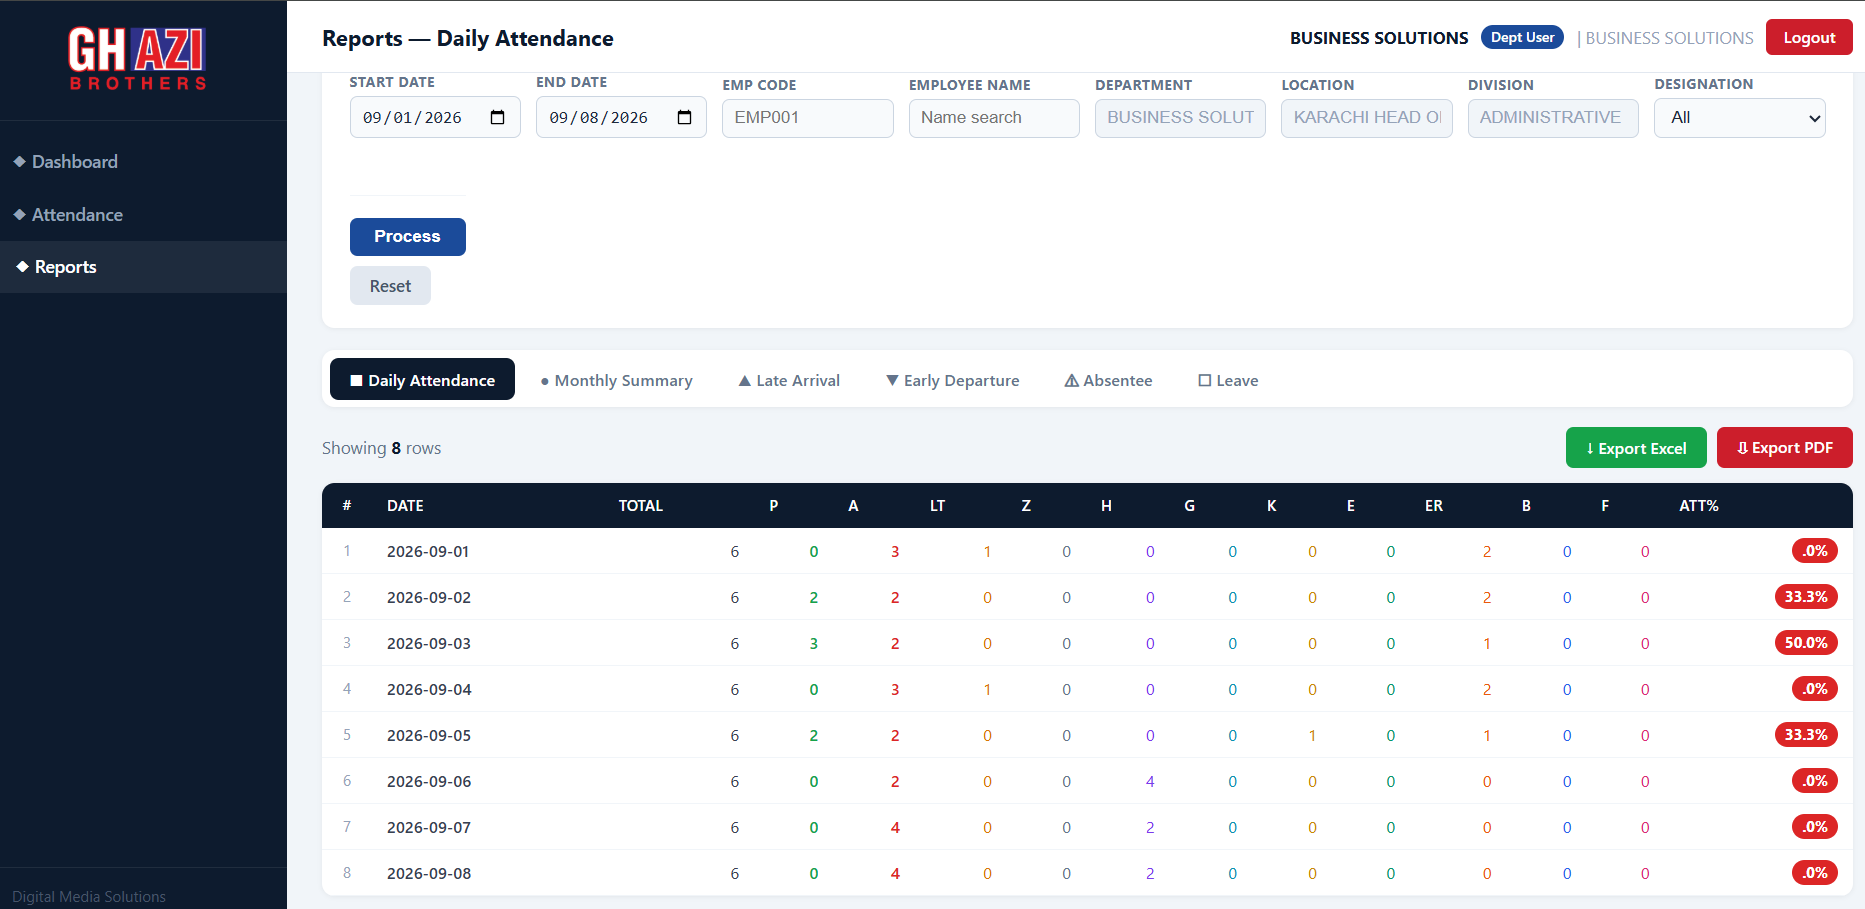 GHAZI
BROTHERS
Reports — Daily Attendance
BUSINESS SOLUTIONS Dept User | BUSINESS SOLUTIONS Logout
◆ Dashboard
◆ Attendance
◆ Reports
START DATE END DATE EMP CODE EMPLOYEE NAME DEPARTMENT LOCATION DIVISION DESIGNATION
09/01/2026 09/08/2026 EMP001 Name search BUSINESS SOLUT KARACHI HEAD O ADMINISTRATIVE All
Process
Reset
■ Daily Attendance ● Monthly Summary ▲ Late Arrival ▼ Early Departure ⚠ Absentee ☐ Leave
Showing 8 rows
↓ Export Excel ⇩ Export PDF
# DATE TOTAL P A LT Z H G K E ER B F ATT%
1 2026-09-01 6 0 3 1 0 0 0 0 0 2 0 0 .0%
2 2026-09-02 6 2 2 0 0 0 0 0 0 2 0 0 33.3%
3 2026-09-03 6 3 2 0 0 0 0 0 0 1 0 0 50.0%
4 2026-09-04 6 0 3 1 0 0 0 0 0 2 0 0 .0%
5 2026-09-05 6 2 2 0 0 0 0 1 0 1 0 0 33.3%
6 2026-09-06 6 0 2 0 0 4 0 0 0 0 0 0 .0%
7 2026-09-07 6 0 4 0 0 2 0 0 0 0 0 0 .0%
8 2026-09-08 6 0 4 0 0 2 0 0 0 0 0 0 .0%
Digital Media Solutions